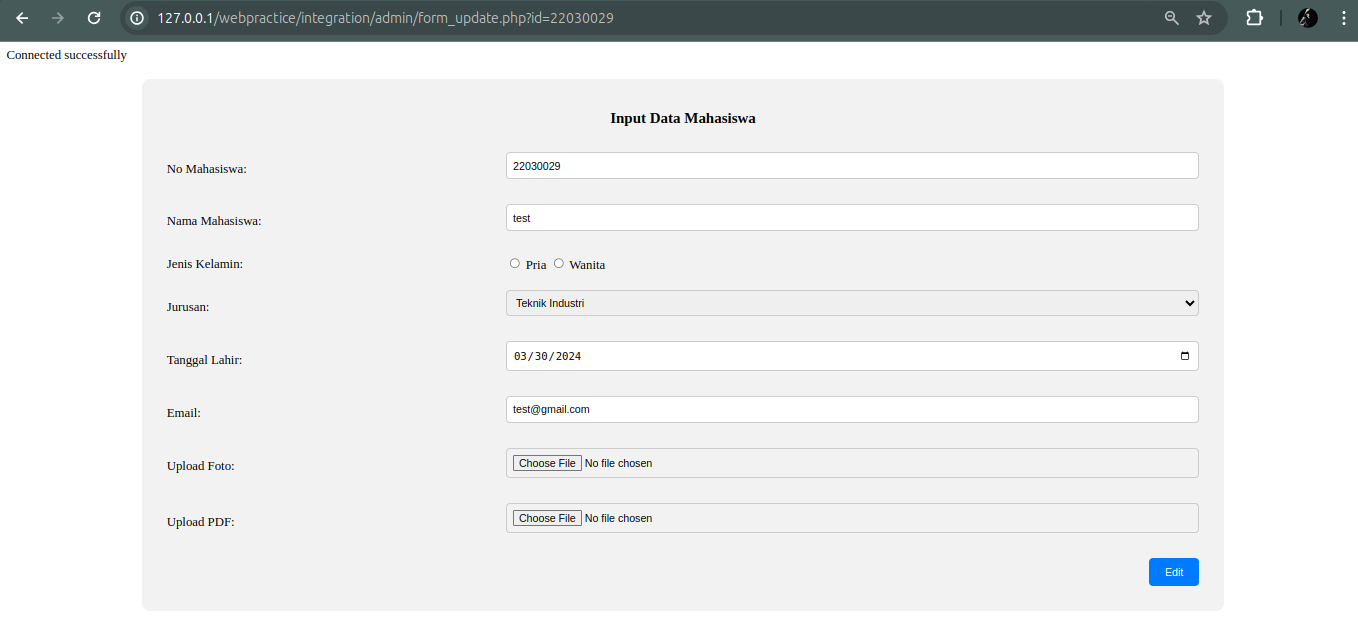 127.0.0.1/webpractice/integration/admin/form_update.php?id=22030029
Connected successfully
Input Data Mahasiswa
No Mahasiswa: 22030029
Nama Mahasiswa: test
Jenis Kelamin: Pria Wanita
Jurusan: Teknik Industri
Tanggal Lahir: 03/30/2024
Email: test@gmail.com
Upload Foto: Choose File No file chosen
Upload PDF: Choose File No file chosen
Edit